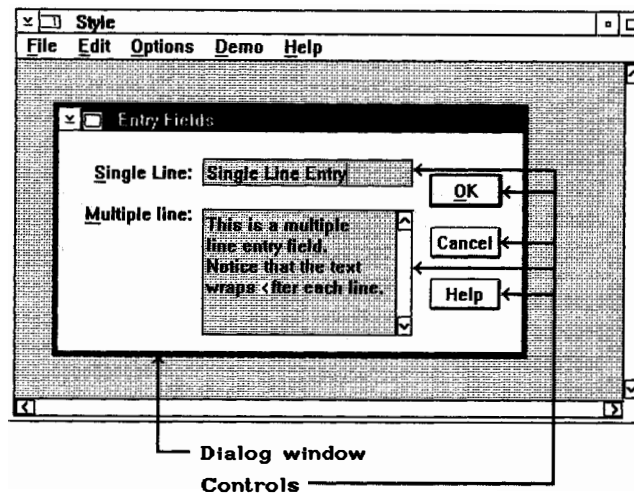 Style
File Edit Options Demo Help
Entry Fields
Single Line: Single Line Entry
Multiple line: This is a multiple
line entry field.
Notice that the text
wraps <fter each line.
OK
Cancel
Help
Dialog window
Controls